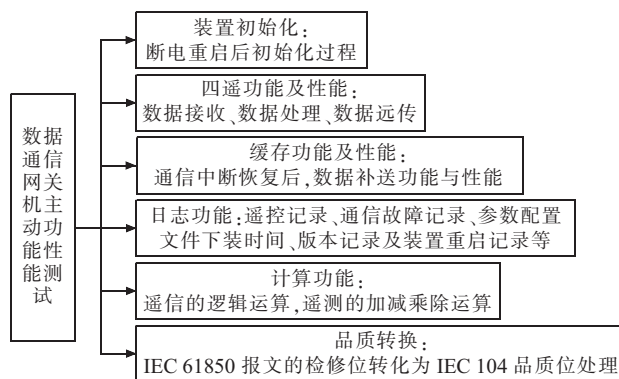 装置初始化：
断电重启后初始化过程
四遥功能及性能：
数据接收、数据处理、数据远传
缓存功能及性能：
通信中断恢复后，数据补送功能与性能
数据
通信
网关
机主
动功
能性
能测
试
日志功能：遥控记录、通信故障记录、参数配置
文件下装时间、版本记录及装置重启记录等
计算功能：
遥信的逻辑运算，遥测的加减乘除运算
品质转换：
IEC 61850 报文的检修位转化为 IEC 104 品质位处理